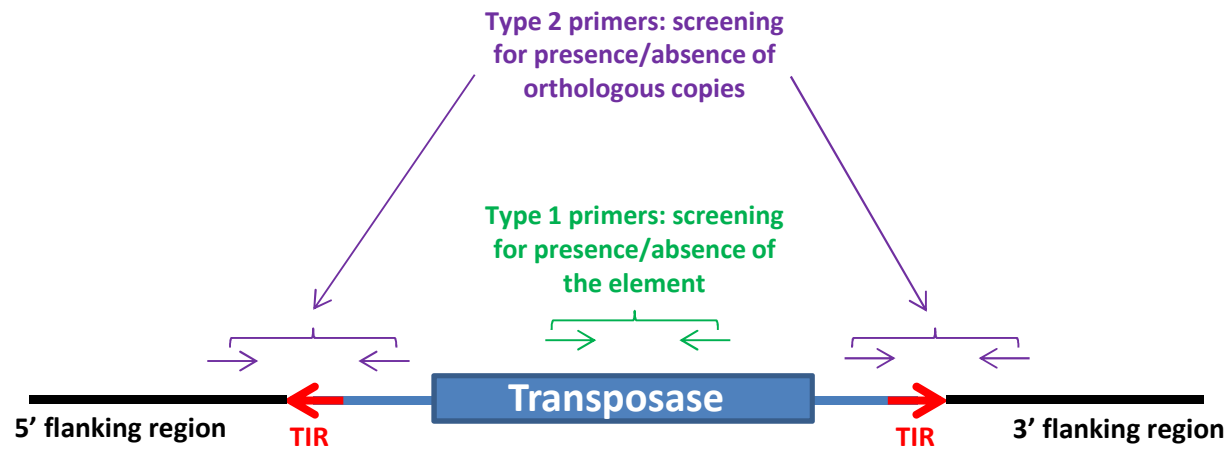 Type 2 primers: screening
for presence/absence of
orthologous copies
Type 1 primers: screening
for presence/absence of
the element
Transposase
5’ flanking region
TIR
TIR
3’ flanking region